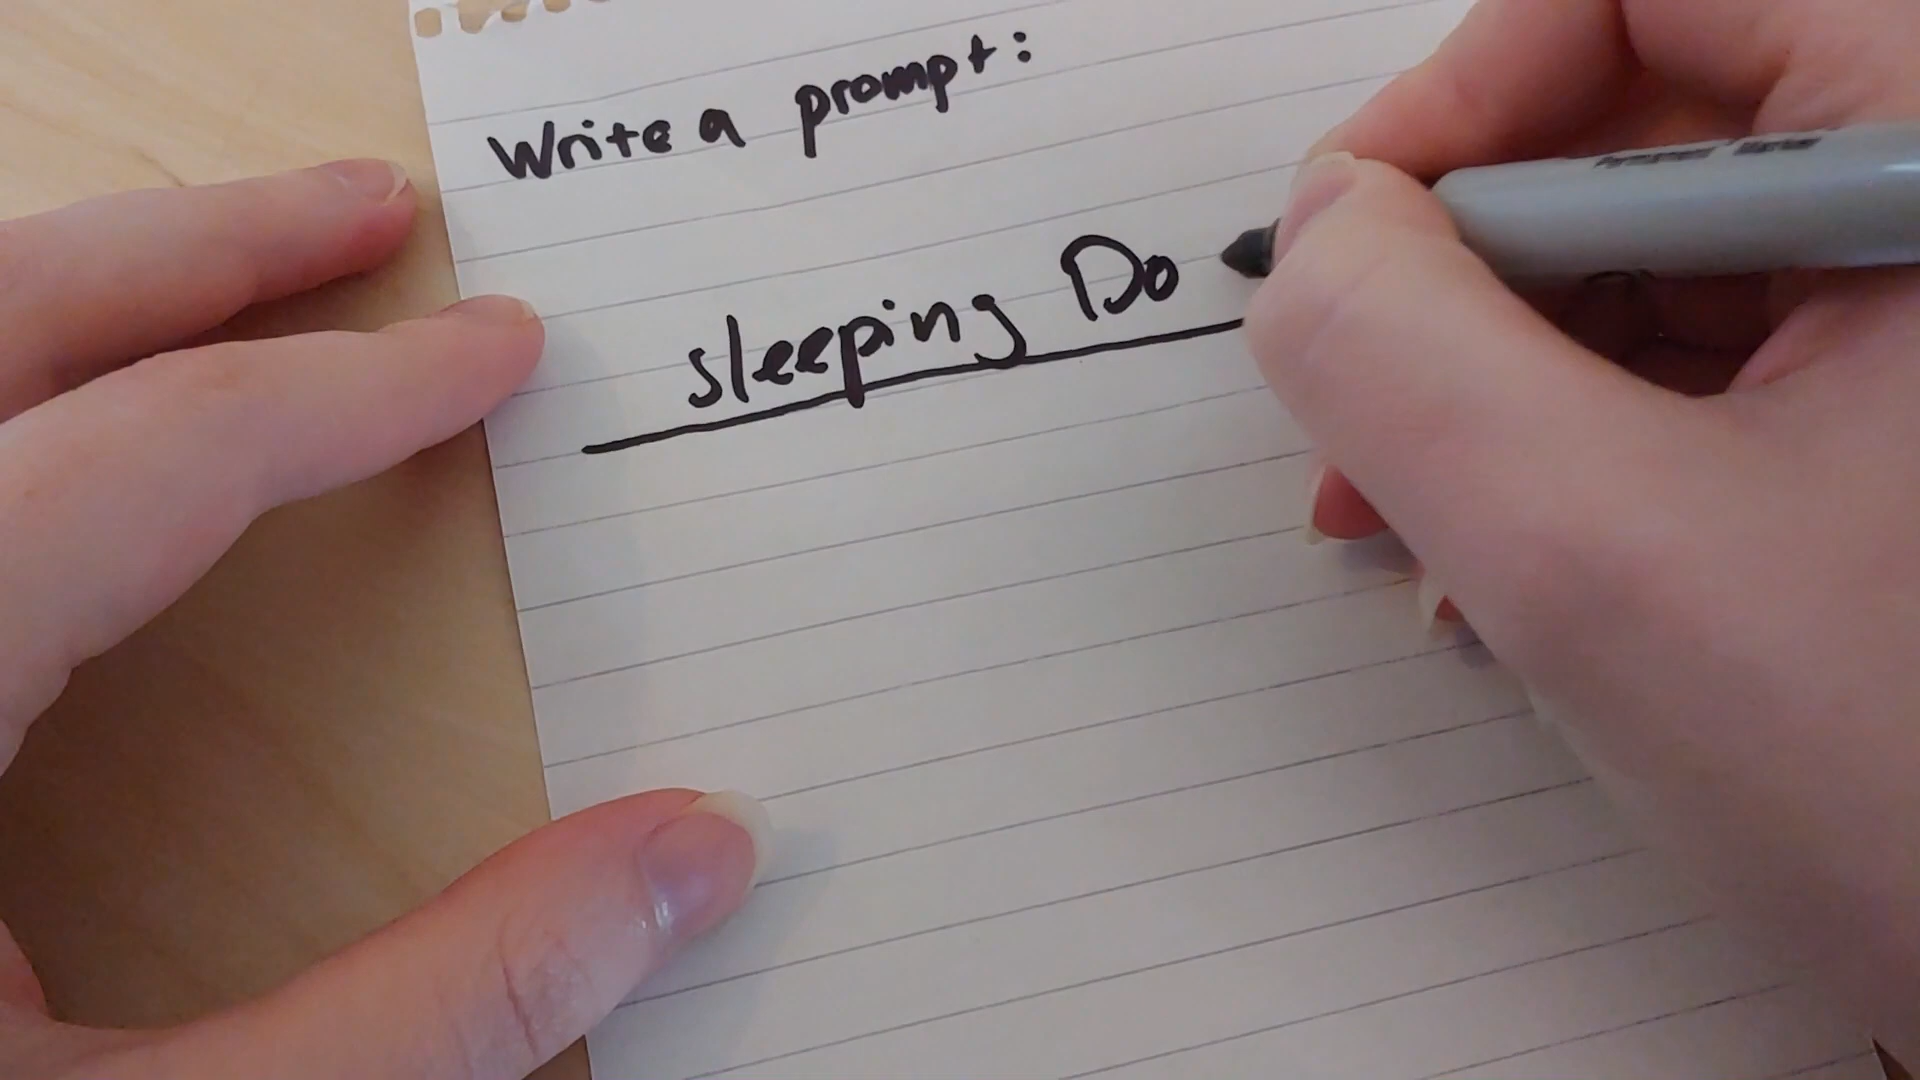 Write a prompt:
sleeping Do